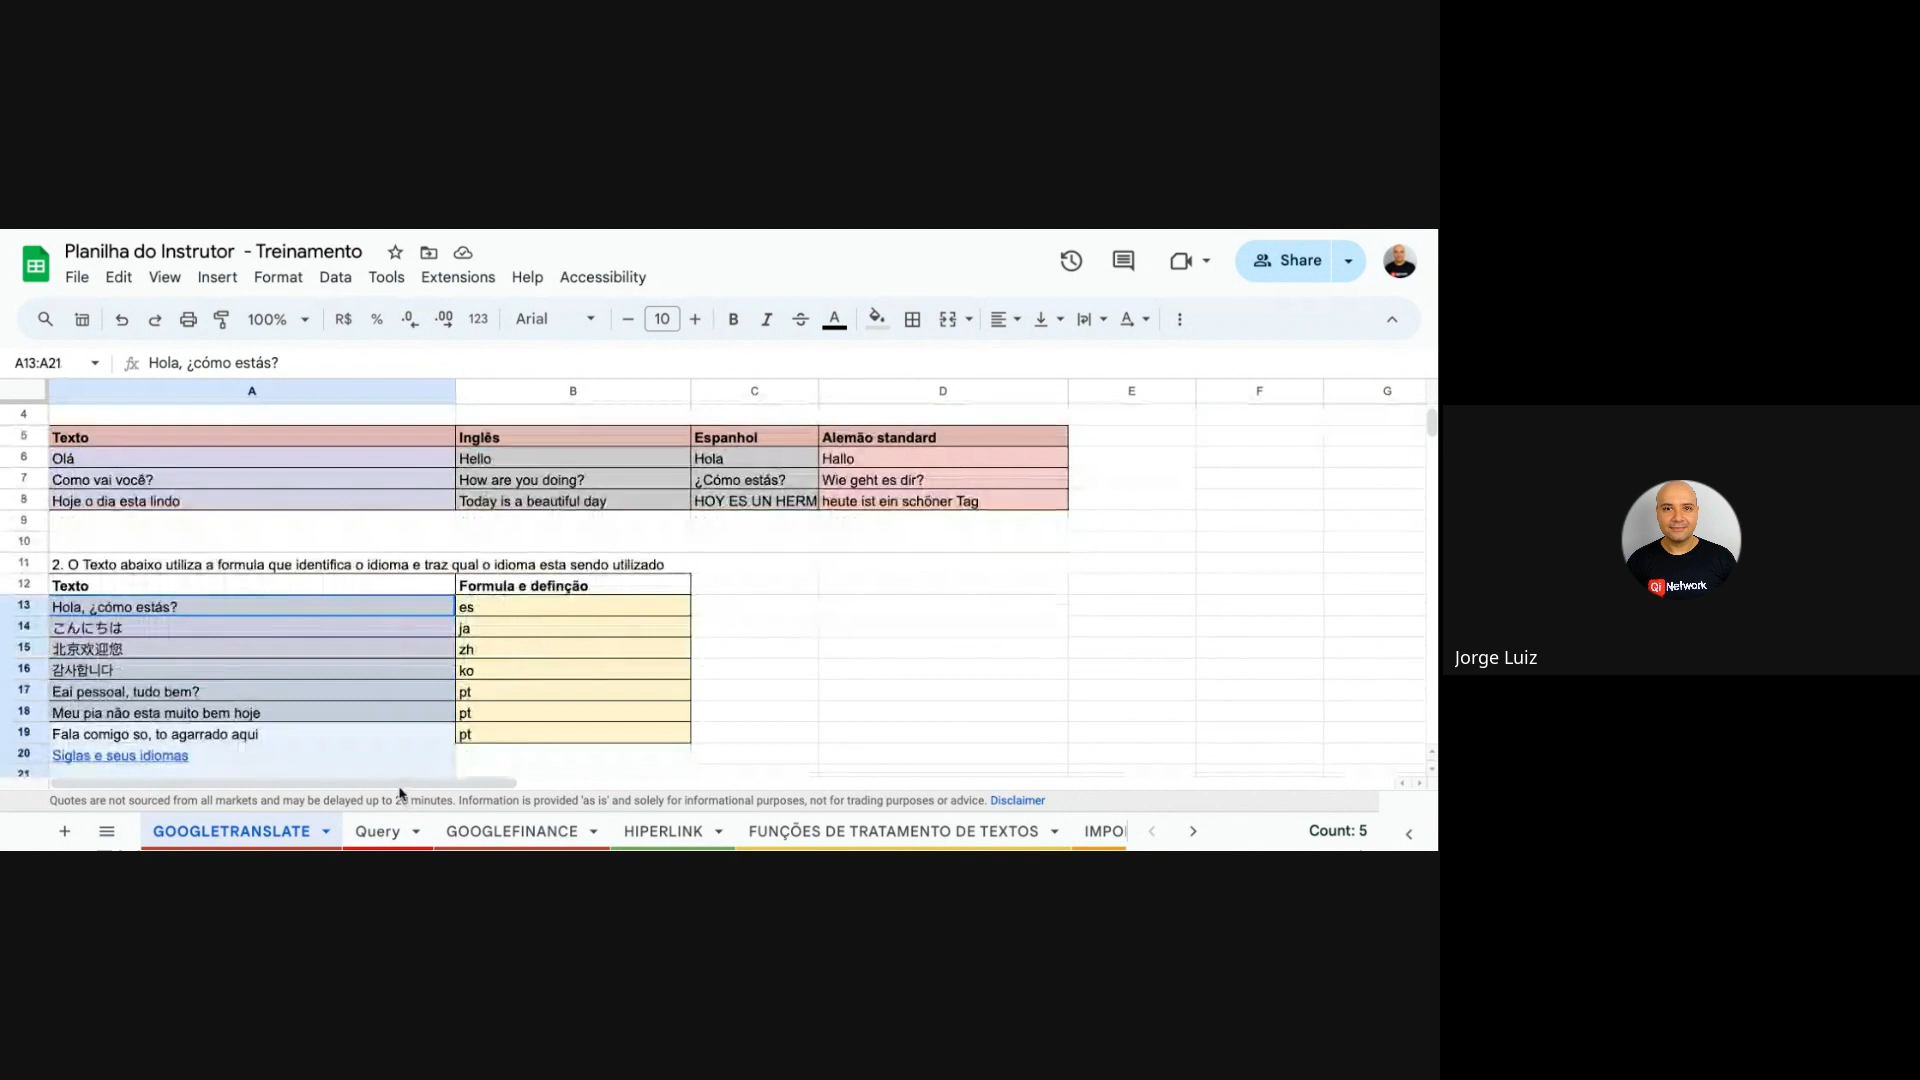 Planilha do Instrutor - Treinamento
File Edit View Insert Format Data Tools Extensions Help Accessibility
Share
100% R$ % .0 .00 123 Arial 10 B I A
A13:A21 Hola, ¿cómo estás?
A B C D E F G
4
5 Texto Inglês Espanhol Alemão standard
6 Olá Hello Hola Hallo
7 Como vai você? How are you doing? ¿Cómo estás? Wie geht es dir?
8 Hoje o dia esta lindo Today is a beautiful day HOY ES UN HERM heute ist ein schöner Tag
9
10
11 2. O Texto abaixo utiliza a formula que identifica o idioma e traz qual o idioma esta sendo utilizado
12 Texto Formula e definção
13 Hola, ¿cómo estás? es
14 こんにちは ja
15 北京欢迎您 zh
16 감사합니다 ko
17 Eai pessoal, tudo bem? pt
18 Meu pia não esta muito bem hoje pt
19 Fala comigo so, to agarrado aqui pt
20 Siglas e seus idiomas
21
Quotes are not sourced from all markets and may be delayed up to 20 minutes. Information is provided 'as is' and solely for informational purposes, not for trading purposes or advice. Disclaimer
GOOGLETRANSLATE Query GOOGLEFINANCE HIPERLINK FUNÇÕES DE TRATAMENTO DE TEXTOS IMPO Count: 5
Qi Network
Jorge Luiz